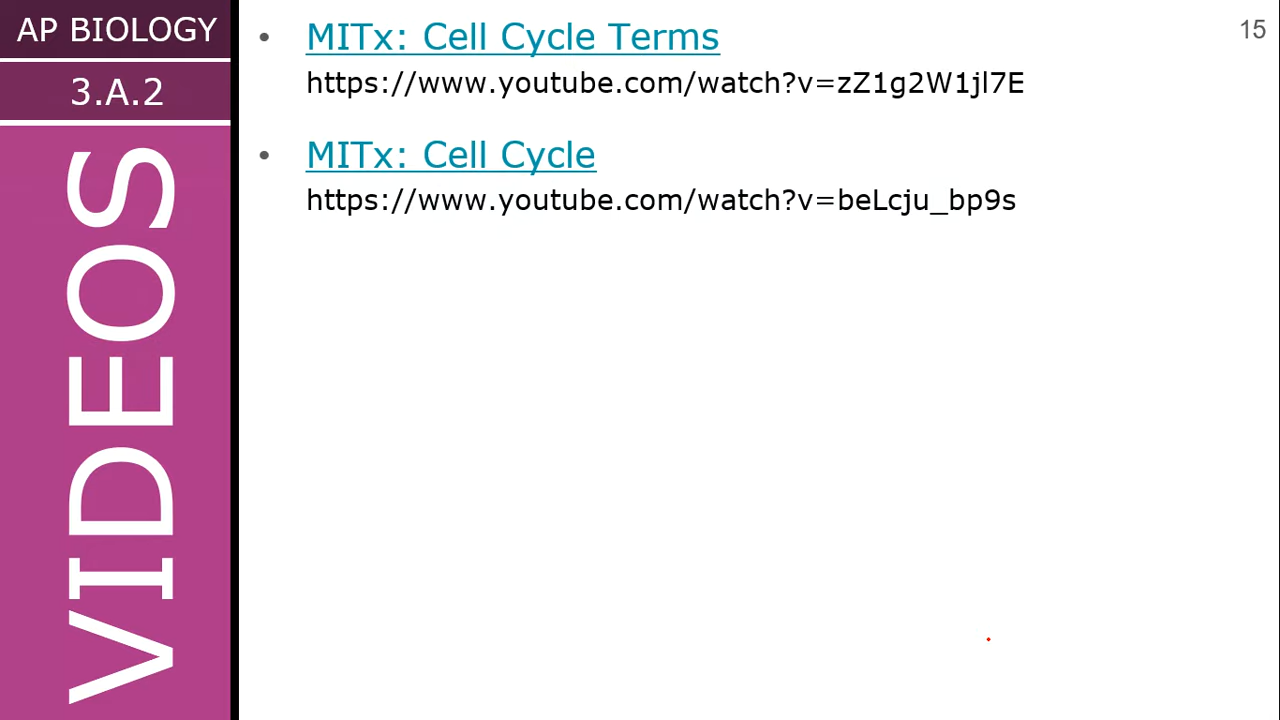 AP BIOLOGY
3.A.2
VIDEOS
• MITx: Cell Cycle Terms
https://www.youtube.com/watch?v=zZ1g2W1jl7E
• MITx: Cell Cycle
https://www.youtube.com/watch?v=beLcju_bp9s
15